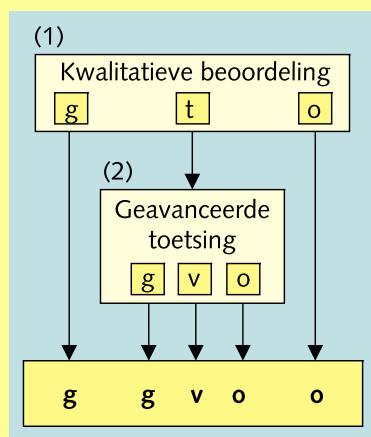 (1)
Kwalitatieve beoordeling
g t o
(2)
Geavanceerde
toetsing
g v o
g g v o o